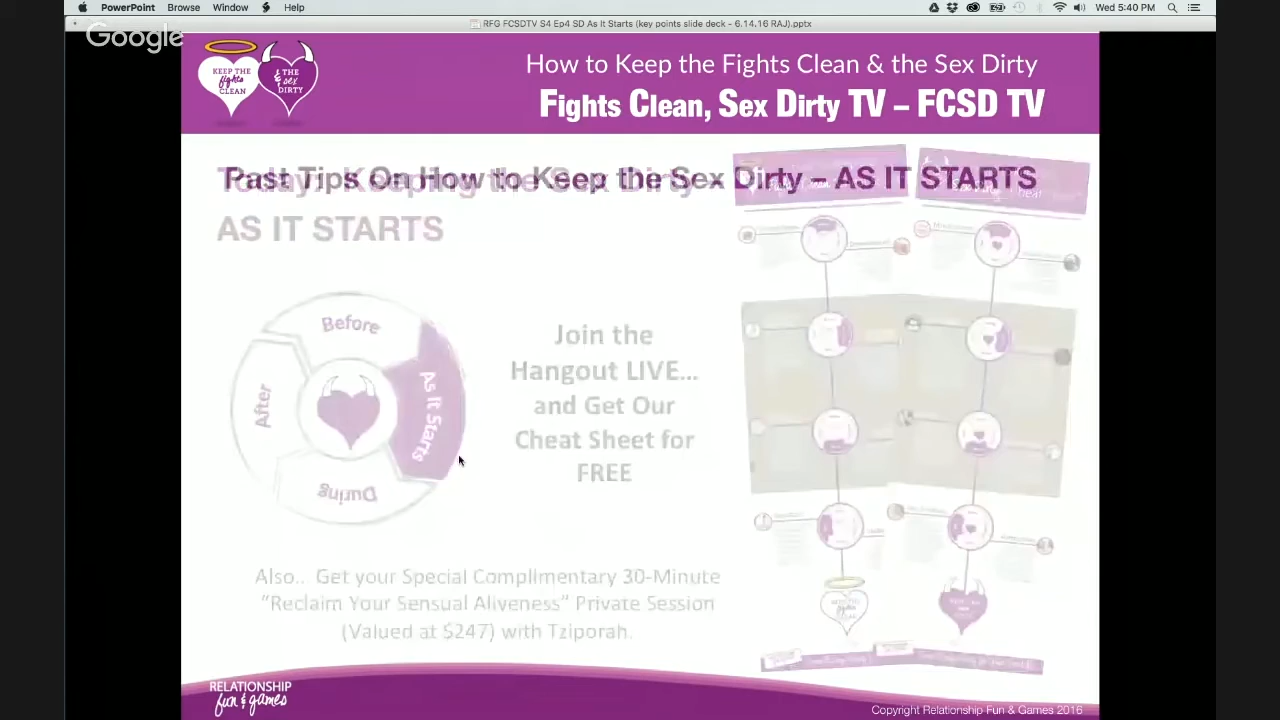 PowerPoint Browse Window Help
Wed 5:40 PM
RFG FCSDTV S4 Ep4 SD As It Starts (key points slide deck - 6.14.16 RAJ).pptx
Google
KEEP THE
fights
CLEAN
& THE
sex
DIRTY
How to Keep the Fights Clean & the Sex Dirty
Fights Clean, Sex Dirty TV – FCSD TV
Past Tips On How to Keep the Sex Dirty – AS IT STARTS
AS IT STARTS
Before
As It Starts
During
After
Join the
Hangout LIVE...
and Get Our
Cheat Sheet for
FREE
Also... Get your Special Complimentary 30-Minute
“Reclaim Your Sensual Aliveness” Private Session
(Valued at $247) with Tziporah.
RELATIONSHIP
fun & games
Copyright Relationship Fun & Games 2016